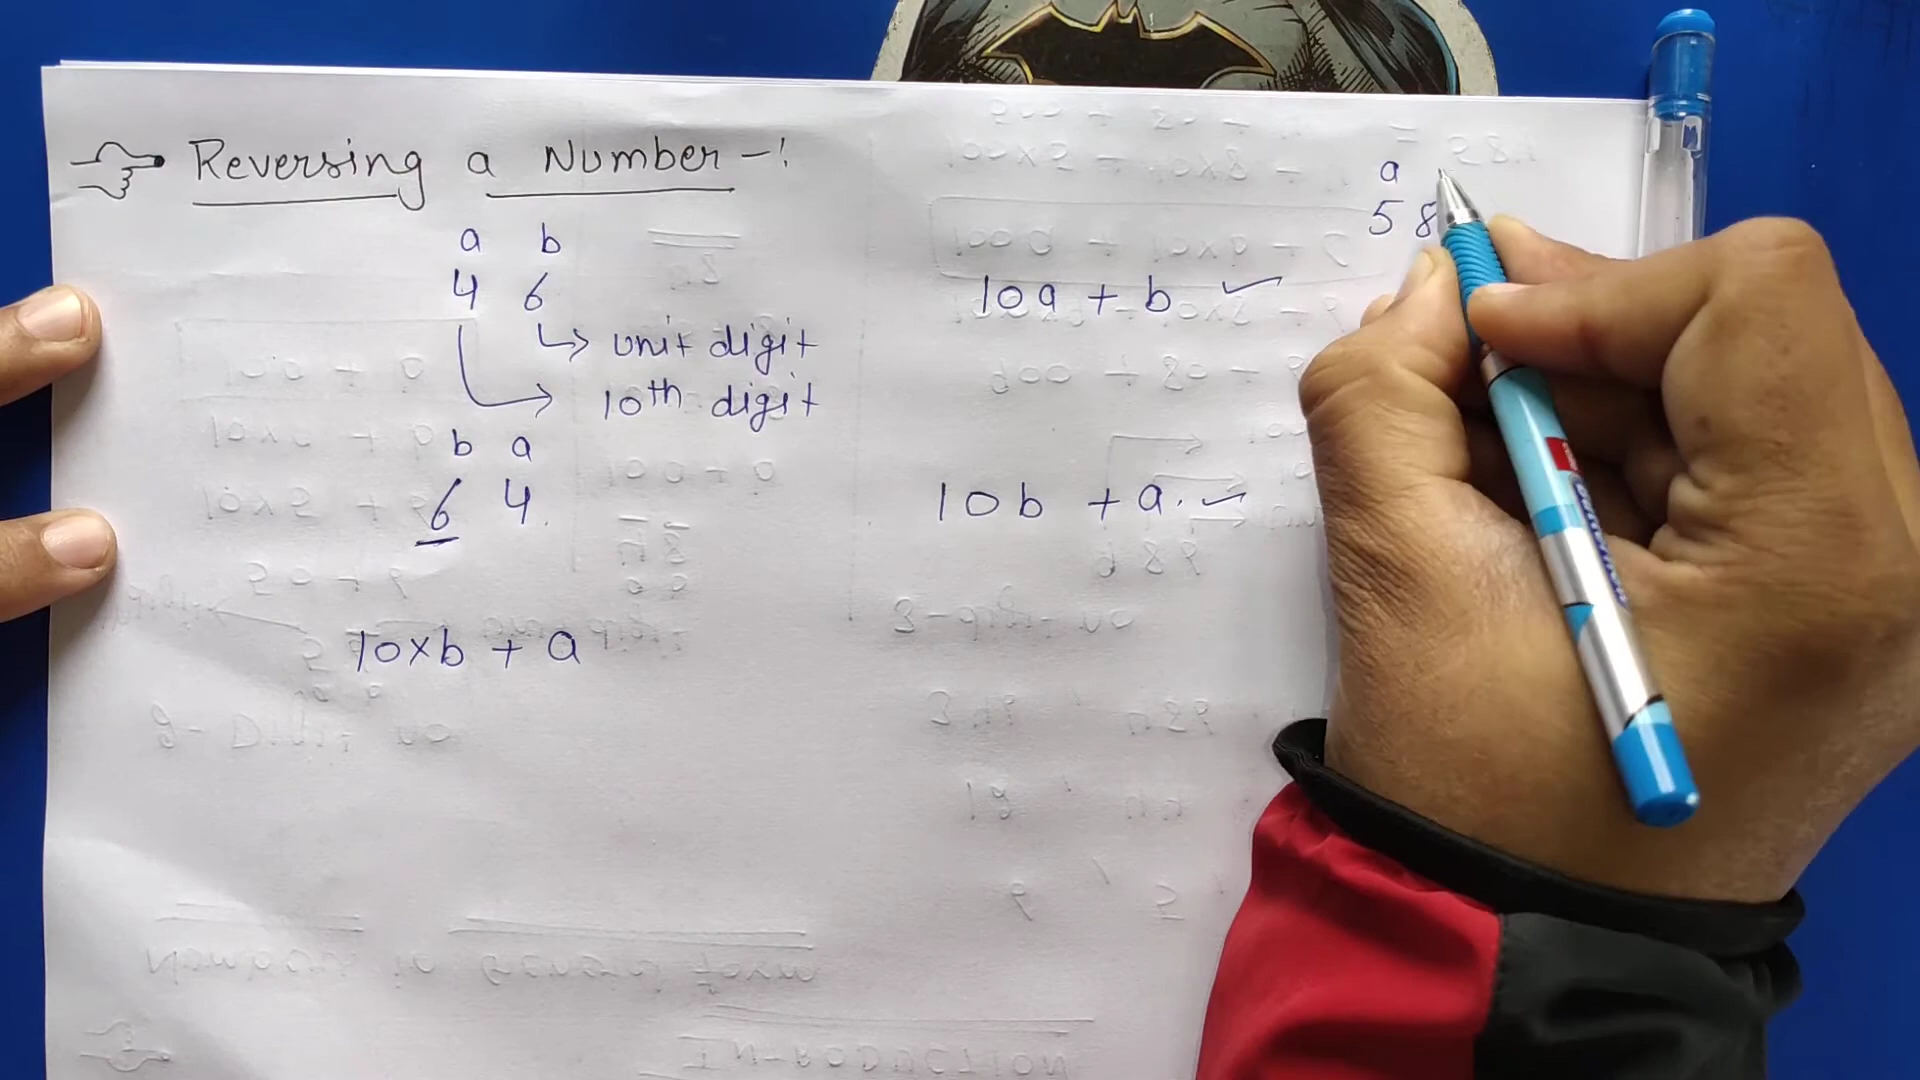 Reversing a Number -:
a b
4 6
unit digit
10th digit
b a
6 4
10×b + a
a
5 8
10a + b
10b + a.